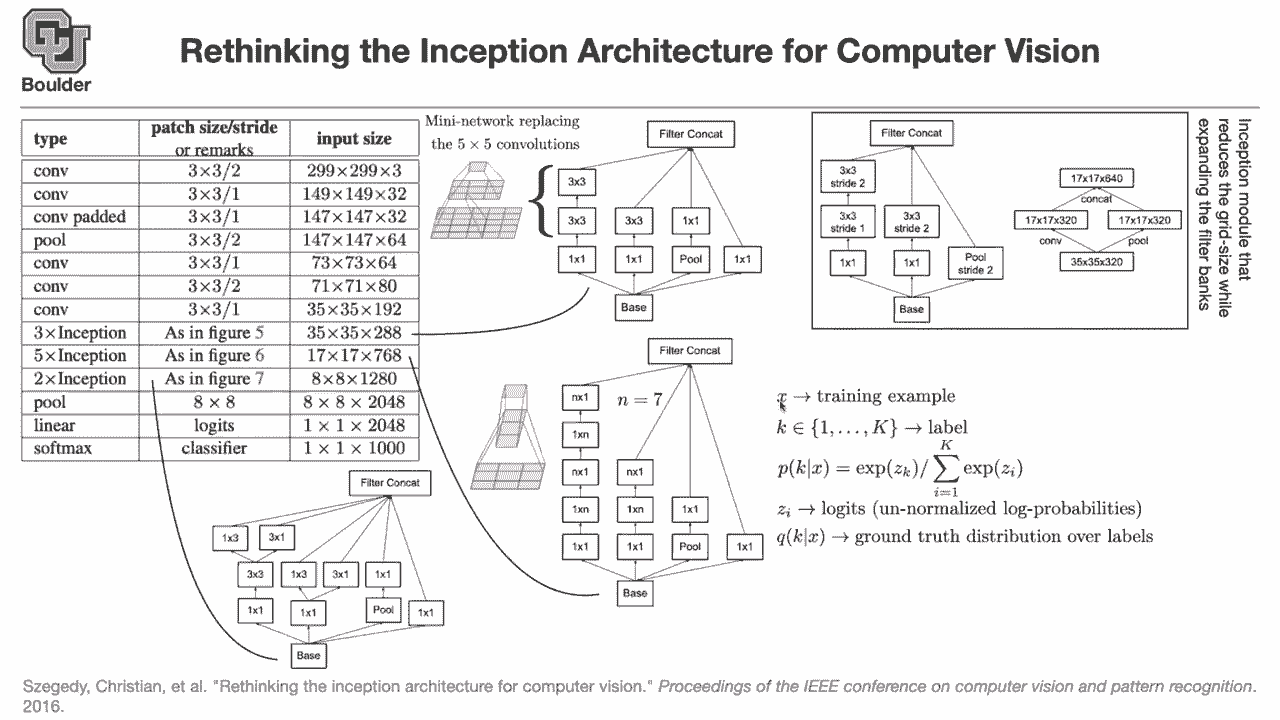 Boulder
Rethinking the Inception Architecture for Computer Vision
type patch size/stride or remarks input size
conv 3×3/2 299×299×3
conv 3×3/1 149×149×32
conv padded 3×3/1 147×147×32
pool 3×3/2 147×147×64
conv 3×3/1 73×73×64
conv 3×3/2 71×71×80
conv 3×3/1 35×35×192
3×Inception As in figure 5 35×35×288
5×Inception As in figure 6 17×17×768
2×Inception As in figure 7 8×8×1280
pool 8 × 8 8 × 8 × 2048
linear logits 1 × 1 × 2048
softmax classifier 1 × 1 × 1000
Mini-network replacing
the 5 × 5 convolutions
Filter Concat
3x3
3x3 3x3 1x1
1x1 1x1 Pool 1x1
Base
Filter Concat
3x3
stride 2
3x3
stride 1
3x3
stride 2
1x1 1x1
Pool
stride 2
Base
17x17x640
concat
17x17x320 17x17x320
conv pool
35x35x320
Inception module that
reduces the grid-size while
expanding the filter banks
Filter Concat
nx1 n = 7
1xn
nx1 nx1
1xn 1xn 1x1
1x1 1x1 Pool 1x1
Base
x → training example
k ∈ {1, . . . , K} → label
p(k|x) = exp(z_k)/ ∑_{i=1}^{K} exp(z_i)
z_i → logits (un-normalized log-probabilities)
q(k|x) → ground truth distribution over labels
Filter Concat
1x3 3x1
3x3 1x3 3x1 1x1
1x1 1x1 Pool 1x1
Base
Szegedy, Christian, et al. "Rethinking the inception architecture for computer vision." Proceedings of the IEEE conference on computer vision and pattern recognition.
2016.